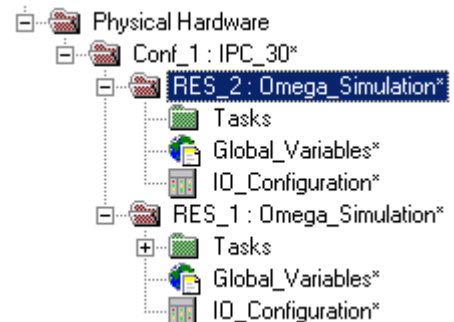 Physical Hardware
Conf_1 : IPC_30*
RES_2 : Omega_Simulation*
Tasks
Global_Variables*
IO_Configuration*
RES_1 : Omega_Simulation*
Tasks
Global_Variables*
IO_Configuration*